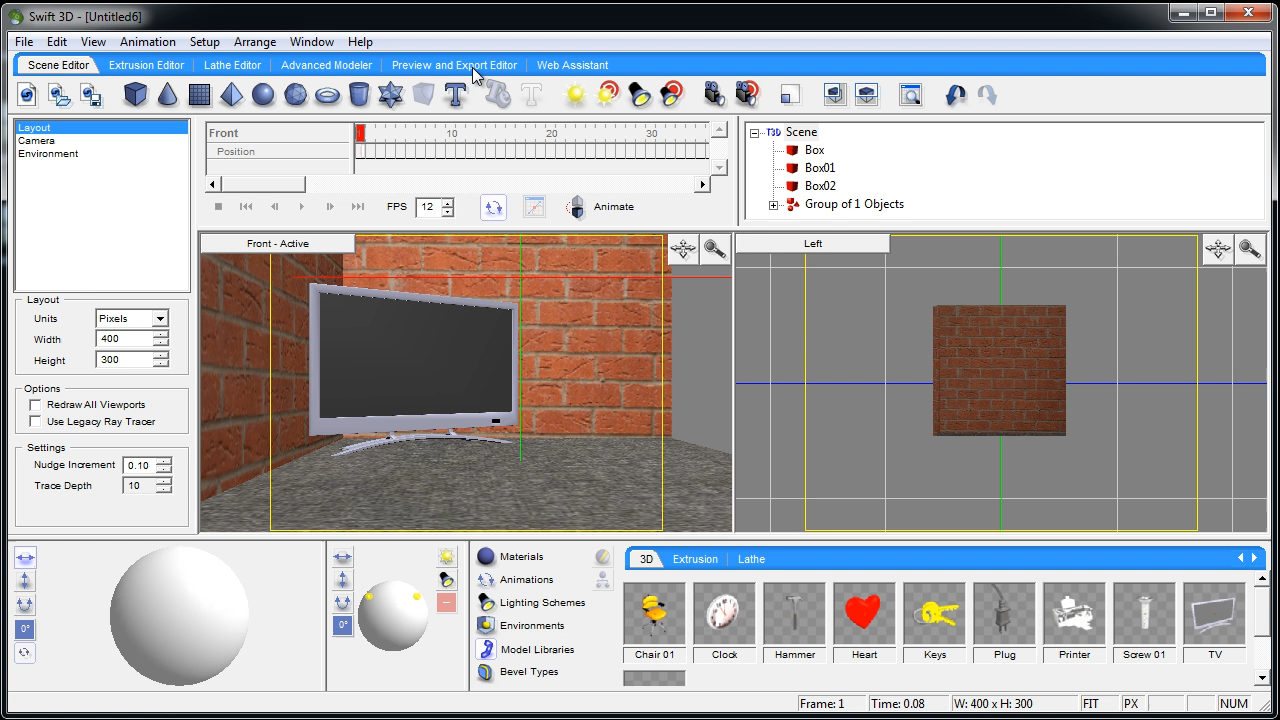 Swift 3D - [Untitled6]
File Edit View Animation Setup Arrange Window Help
Scene Editor Extrusion Editor Lathe Editor Advanced Modeler Preview and Export Editor Web Assistant
Layout
Camera
Environment
Front 10 20 30
Position
FPS 12 Animate
T3D Scene
Box
Box01
Box02
Group of 1 Objects
Front - Active
Left
Layout
Units Pixels
Width 400
Height 300
Options
Redraw All Viewports
Use Legacy Ray Tracer
Settings
Nudge Increment 0.10
Trace Depth 10
0°
0°
Materials
Animations
Lighting Schemes
Environments
Model Libraries
Bevel Types
3D Extrusion Lathe
Chair 01 Clock Hammer Heart Keys Plug Printer Screw 01 TV
Frame: 1 Time: 0.08 W: 400 x H: 300 FIT PX NUM